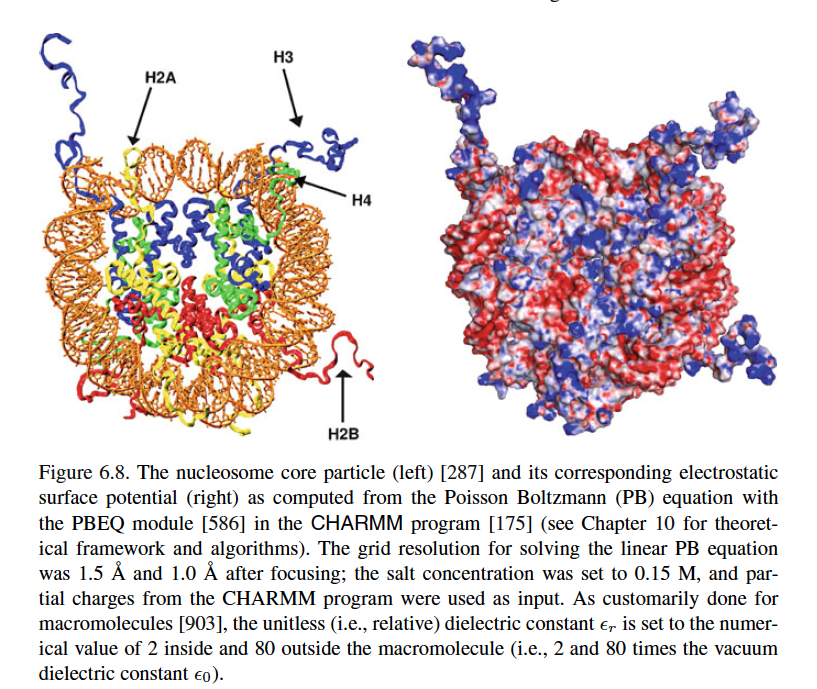 H3
H2A
H4
H2B
Figure 6.8. The nucleosome core particle (left) [287] and its corresponding electrostatic
surface potential (right) as computed from the Poisson Boltzmann (PB) equation with
the PBEQ module [586] in the CHARMM program [175] (see Chapter 10 for theoret-
ical framework and algorithms). The grid resolution for solving the linear PB equation
was 1.5 Å and 1.0 Å after focusing; the salt concentration was set to 0.15 M, and par-
tial charges from the CHARMM program were used as input. As customarily done for
macromolecules [903], the unitless (i.e., relative) dielectric constant ϵr is set to the numer-
ical value of 2 inside and 80 outside the macromolecule (i.e., 2 and 80 times the vacuum
dielectric constant ϵ0).